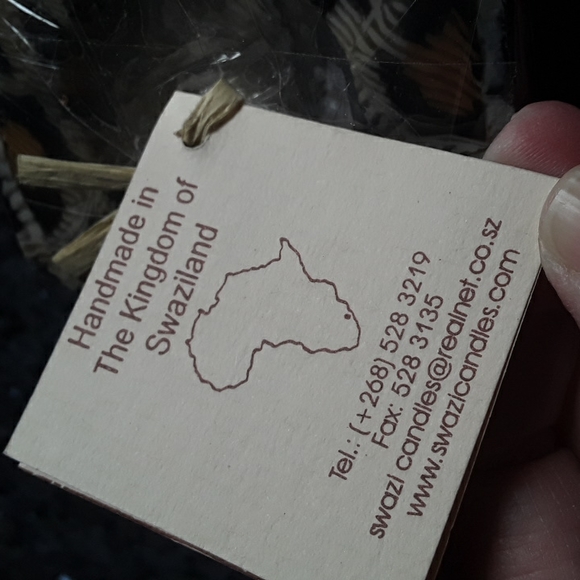 Handmade in
The Kingdom of
Swaziland
Tel.: (+268) 528 3219
Fax: 528 3135
swazi candles@realnet.co.sz
www.swazicandles.com